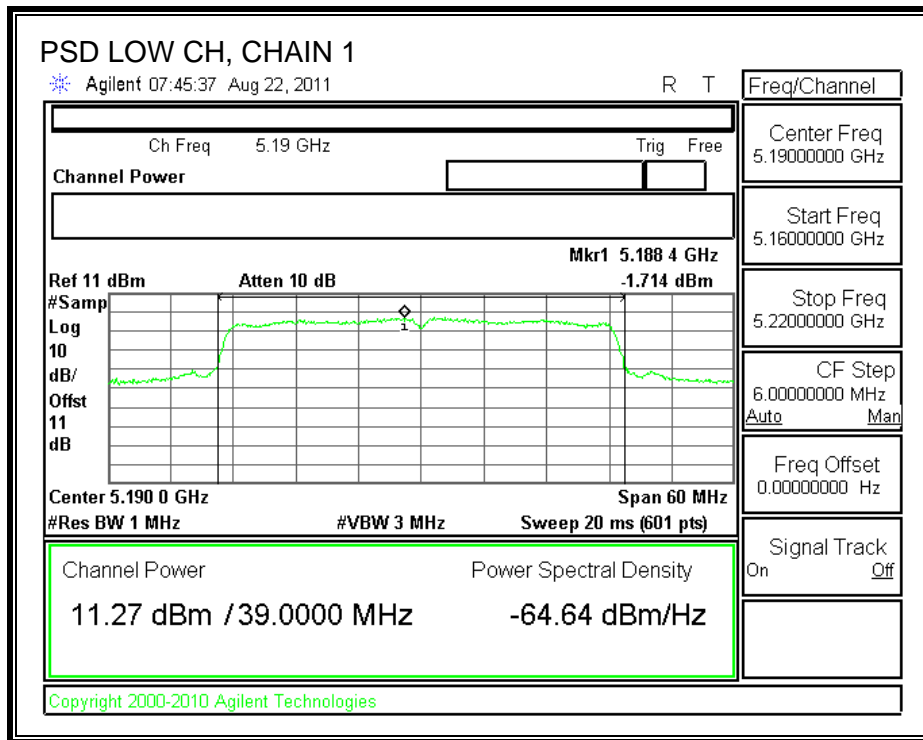 PSD LOW CH, CHAIN 1
Agilent 07:45:37 Aug 22, 2011 R T
Freq/Channel
Ch Freq 5.19 GHz Trig Free
Channel Power
Mkr1 5.188 4 GHz
Ref 11 dBm Atten 10 dB -1.714 dBm
#Samp
Log
10
dB/
Offst
11
dB
1
Center 5.190 0 GHz Span 60 MHz
#Res BW 1 MHz #VBW 3 MHz Sweep 20 ms (601 pts)
Channel Power Power Spectral Density
11.27 dBm / 39.0000 MHz -64.64 dBm/Hz
Center Freq
5.19000000 GHz
Start Freq
5.16000000 GHz
Stop Freq
5.22000000 GHz
CF Step
6.00000000 MHz
Auto Man
Freq Offset
0.00000000 Hz
Signal Track
On Off
Copyright 2000-2010 Agilent Technologies